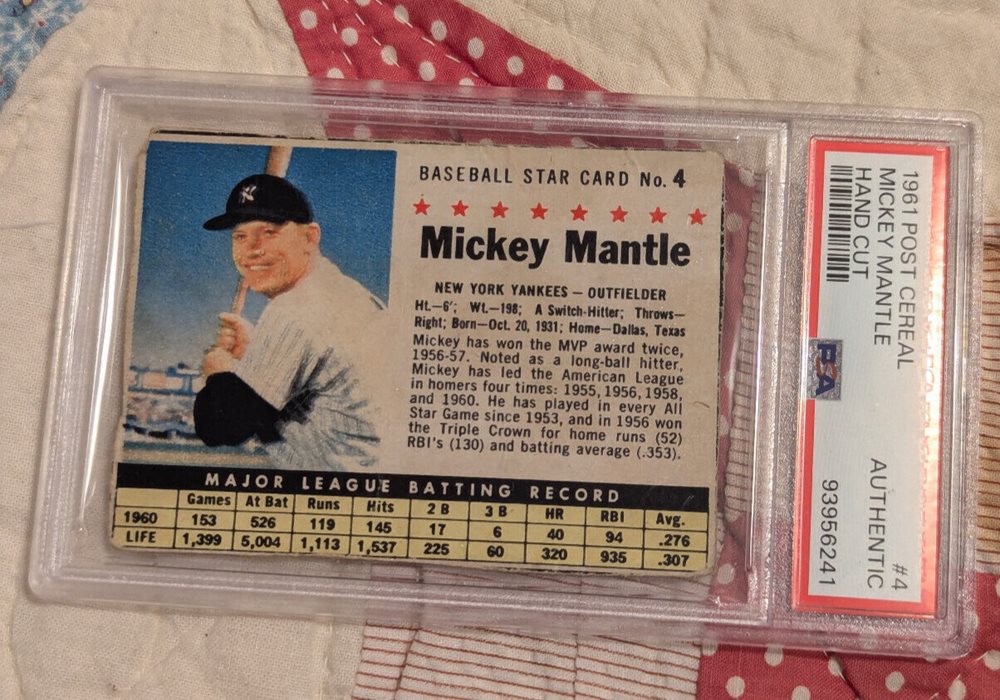 BASEBALL STAR CARD No. 4
Mickey Mantle
NEW YORK YANKEES — OUTFIELDER
Ht.—6'; Wt.—198; A Switch-Hitter; Throws—
Right; Born—Oct. 20, 1931; Home—Dallas, Texas
Mickey has won the MVP award twice,
1956-57. Noted as a long-ball hitter,
Mickey has led the American League
in homers four times: 1955, 1956, 1958,
and 1960. He has played in every All
Star Game since 1953, and in 1956 won
the Triple Crown for home runs (52)
RBI's (130) and batting average (.353).
MAJOR LEAGUE BATTING RECORD
Games At Bat Runs Hits 2 B 3 B HR RBI Avg.
1960 153 526 119 145 17 6 40 94 .276
LIFE 1,399 5,004 1,113 1,537 225 60 320 935 .307
NY
1961 POST CEREAL #4
MICKEY MANTLE
HAND CUT AUTHENTIC
PSA 93956241